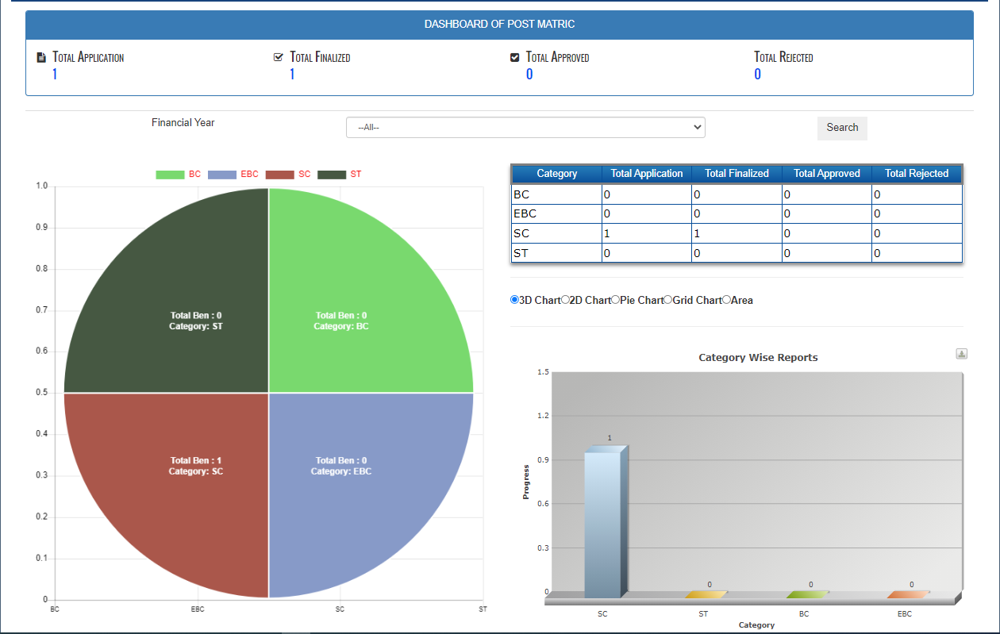 DASHBOARD OF POST MATRIC
Total Application
1
Total Finalized
1
Total Approved
0
Total Rejected
0
Financial Year
--All--
Search
BC EBC SC ST
1.0
0.9
0.8
0.7
0.6
0.5
0.4
0.3
0.2
0.1
0
Total Ben : 0
Category: ST
Total Ben : 0
Category: BC
Total Ben : 1
Category: SC
Total Ben : 0
Category: EBC
BC EBC SC ST
Category Total Application Total Finalized Total Approved Total Rejected
BC 0 0 0 0
EBC 0 0 0 0
SC 1 1 0 0
ST 0 0 0 0
3D Chart 2D Chart Pie Chart Grid Chart Area
Category Wise Reports
1.5
1.2
0.9
0.6
0.3
0
Progress
1
0
0
0
SC ST BC EBC
Category